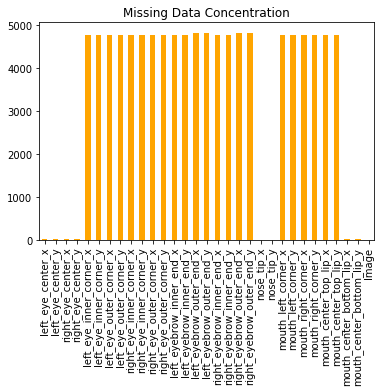 Missing Data Concentration
5000
4000
3000
2000
1000
0
left_eye_center_x
left_eye_center_y
right_eye_center_x
right_eye_center_y
left_eye_inner_corner_x
left_eye_inner_corner_y
left_eye_outer_corner_x
left_eye_outer_corner_y
right_eye_inner_corner_x
right_eye_inner_corner_y
right_eye_outer_corner_x
right_eye_outer_corner_y
left_eyebrow_inner_end_x
left_eyebrow_inner_end_y
left_eyebrow_outer_end_x
left_eyebrow_outer_end_y
right_eyebrow_inner_end_x
right_eyebrow_inner_end_y
right_eyebrow_outer_end_x
right_eyebrow_outer_end_y
nose_tip_x
nose_tip_y
mouth_left_corner_x
mouth_left_corner_y
mouth_right_corner_x
mouth_right_corner_y
mouth_center_top_lip_x
mouth_center_top_lip_y
mouth_center_bottom_lip_x
mouth_center_bottom_lip_y
Image